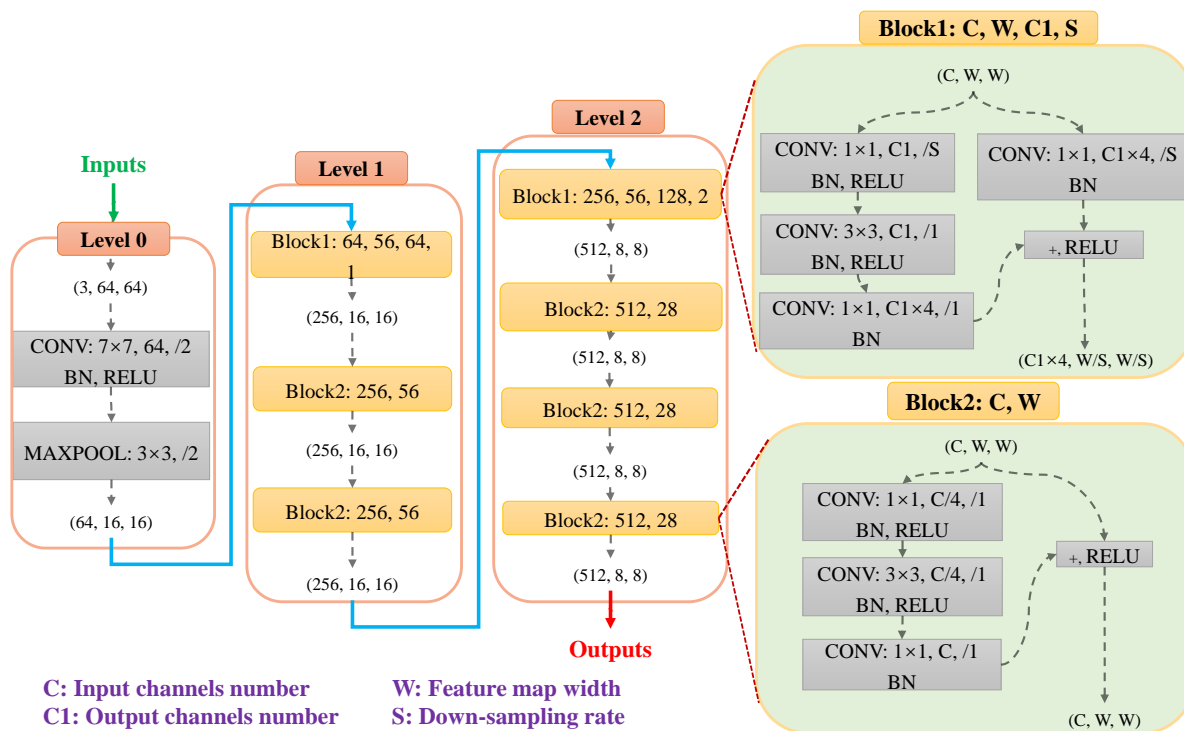 Inputs
Level 0
(3, 64, 64)
CONV: 7×7, 64, /2
BN, RELU
MAXPOOL: 3×3, /2
(64, 16, 16)
Level 1
Block1: 64, 56, 64,
1
(256, 16, 16)
Block2: 256, 56
(256, 16, 16)
Block2: 256, 56
(256, 16, 16)
Level 2
Block1: 256, 56, 128, 2
(512, 8, 8)
Block2: 512, 28
(512, 8, 8)
Block2: 512, 28
(512, 8, 8)
Block2: 512, 28
(512, 8, 8)
Outputs
Block1: C, W, C1, S
(C, W, W)
CONV: 1×1, C1, /S
BN, RELU
CONV: 3×3, C1, /1
BN, RELU
CONV: 1×1, C1×4, /1
BN
CONV: 1×1, C1×4, /S
BN
+, RELU
(C1×4, W/S, W/S)
Block2: C, W
(C, W, W)
CONV: 1×1, C/4, /1
BN, RELU
CONV: 3×3, C/4, /1
BN, RELU
CONV: 1×1, C, /1
BN
+, RELU
(C, W, W)
C: Input channels number
W: Feature map width
C1: Output channels number
S: Down-sampling rate